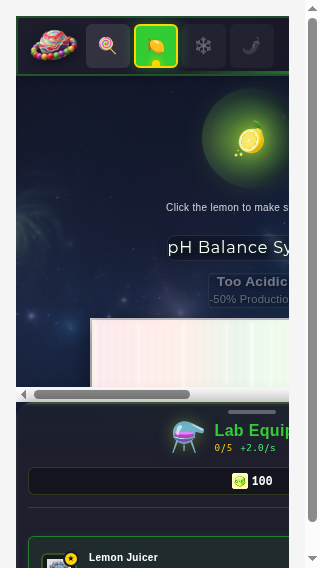 Click the lemon to make s
pH Balance Sy
Too Acidic
-50% Productio
Lab Equip
0/5 +2.0/s
100
Lemon Juicer